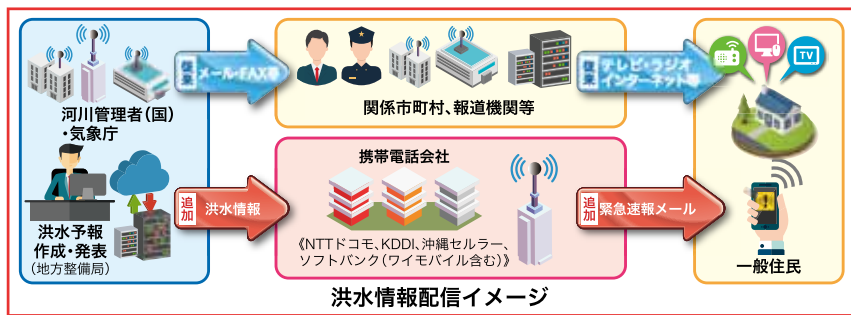 河川管理者（国）
・気象庁
洪水予報
作成・発表
（地方整備局）
従来 メール・FAX等
関係市町村、報道機関等
従来 テレビ・ラジオ
インターネット等
TV
追加 洪水情報
携帯電話会社
《NTTドコモ、KDDI、沖縄セルラー、
ソフトバンク（ワイモバイル含む）》
追加 緊急速報メール
一般住民
洪水情報配信イメージ